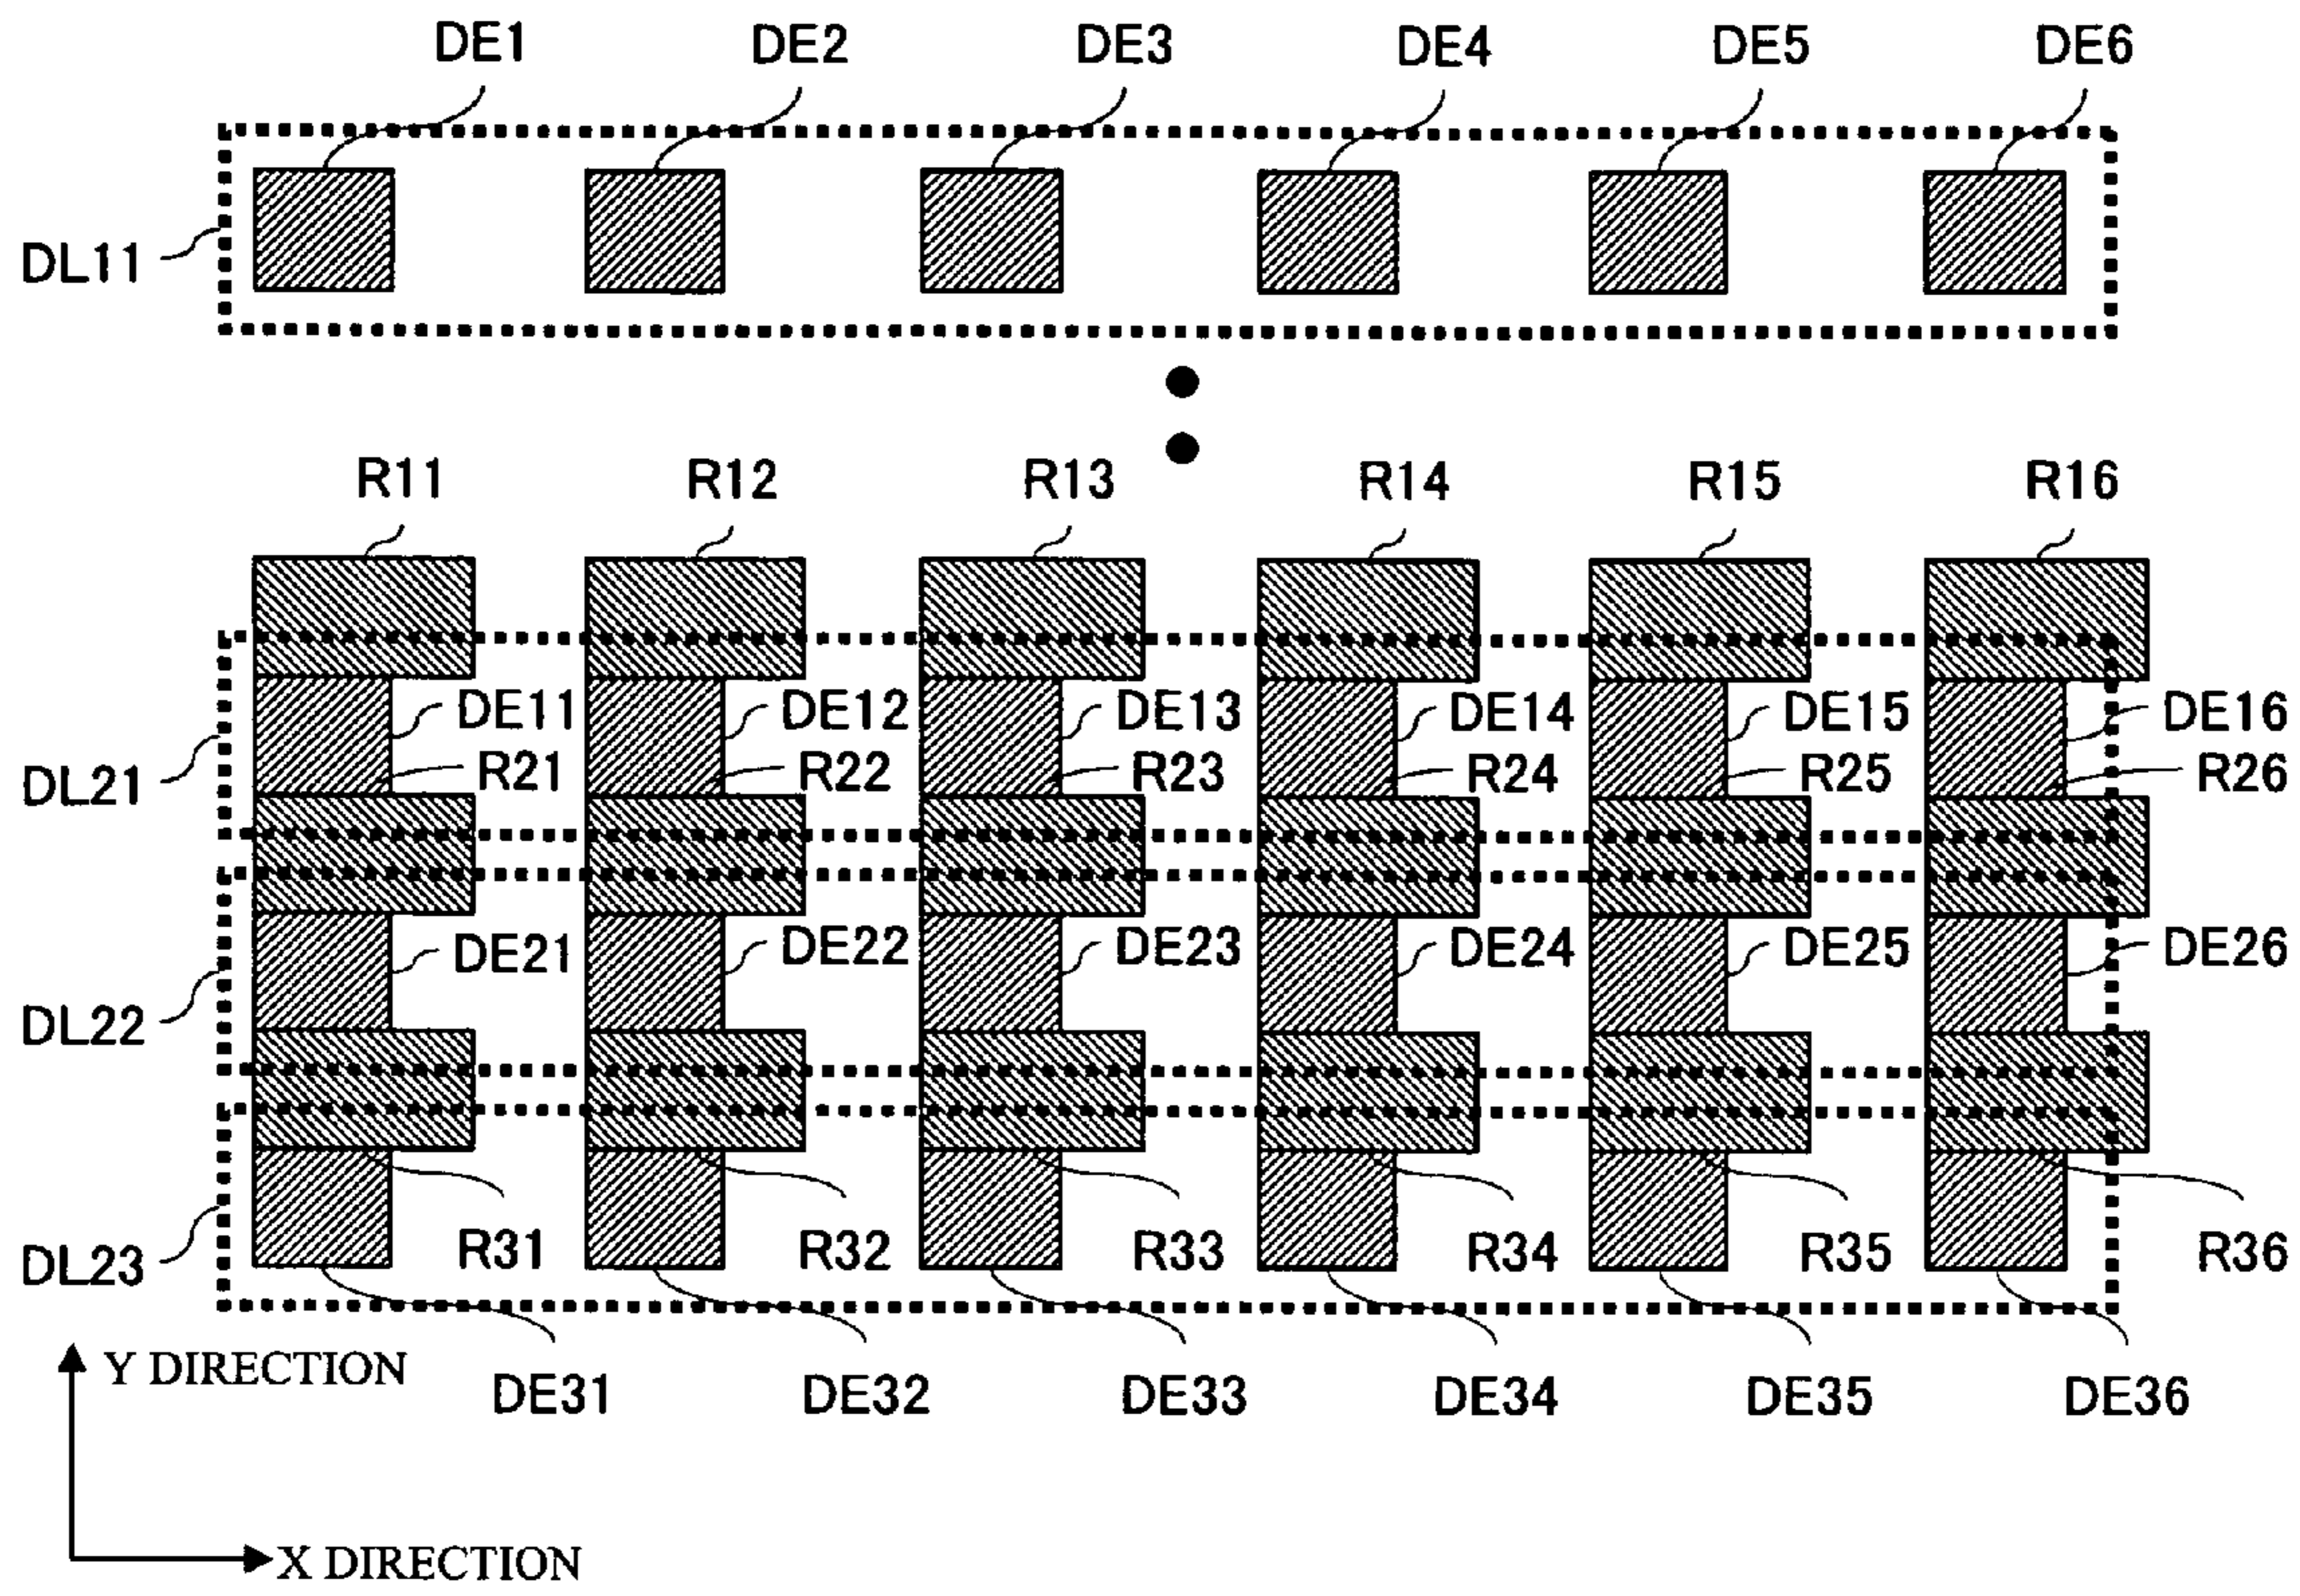 DE1 DE2 DE3 DE4 DE5 DE6
DL11
R11 R12 R13 R14 R15 R16
DE11 DE12 DE13 DE14 DE15 DE16
DL21 R21 R22 R23 R24 R25 R26
DE21 DE22 DE23 DE24 DE25 DE26
DL22
DL23 R31 R32 R33 R34 R35 R36
Y DIRECTION
DE31 DE32 DE33 DE34 DE35 DE36
X DIRECTION